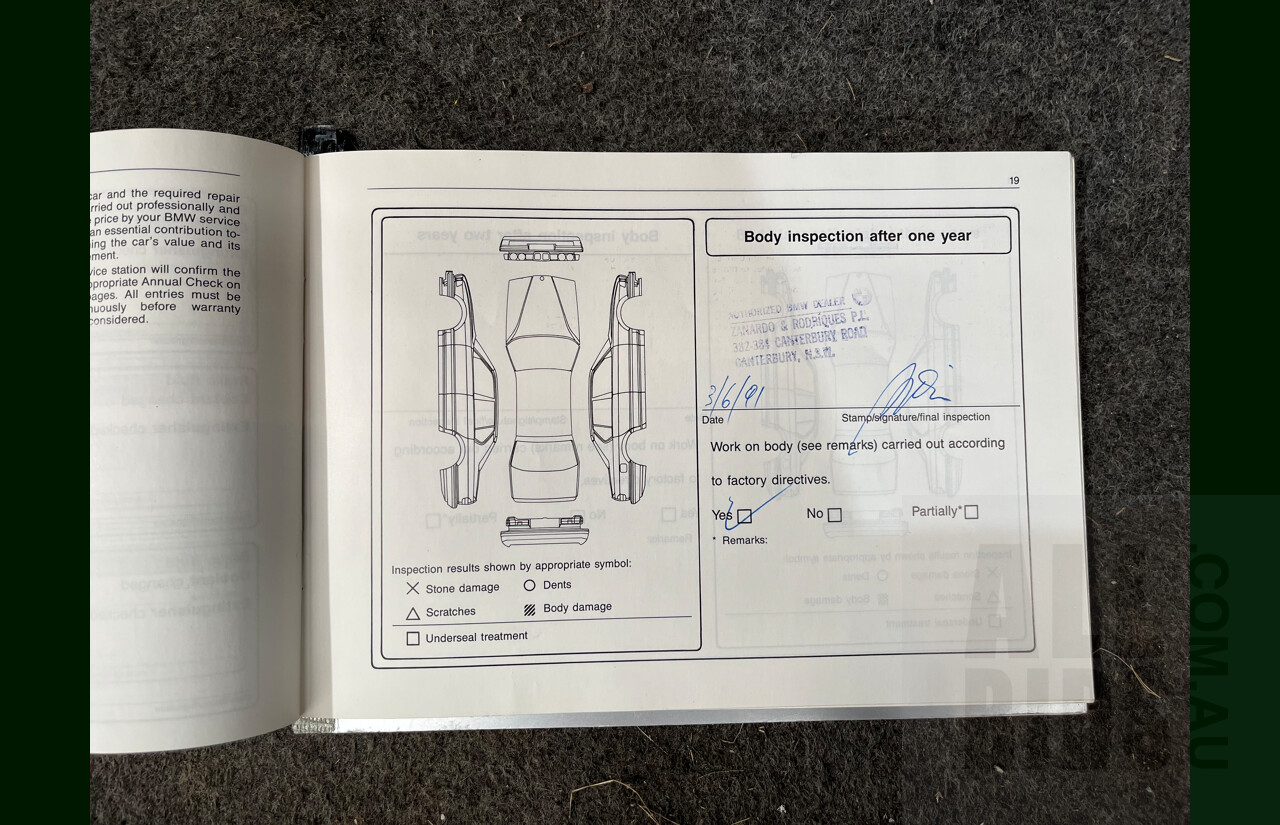 car and the required repair
rried out professionally and
price by your BMW service
an essential contribution to-
ing the car's value and its
ment.
vice station will confirm the
ppropriate Annual Check on
pages. All entries must be
nuously before warranty
considered.
19
Body inspection after one year
AUTHORIZED BMW DEALER
ZANARDO & RODRIQUES P.L.
382-384 CANTERBURY ROAD
CANTERBURY, N.S.W.
3/6/91
Date
Stamp/signature/final inspection
Work on body (see remarks) carried out according
to factory directives.
Yes
No
Partially*
* Remarks:
Inspection results shown by appropriate symbol:
Stone damage
Dents
Scratches
Body damage
Underseal treatment
.COM.AU